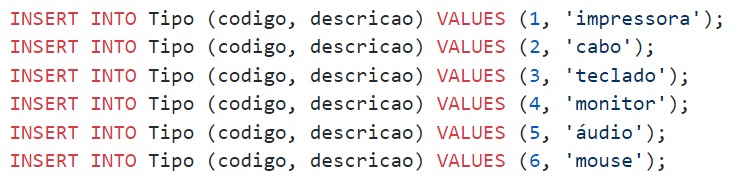 INSERT INTO Tipo (codigo, descricao) VALUES (1, 'impressora');
INSERT INTO Tipo (codigo, descricao) VALUES (2, 'cabo');
INSERT INTO Tipo (codigo, descricao) VALUES (3, 'teclado');
INSERT INTO Tipo (codigo, descricao) VALUES (4, 'monitor');
INSERT INTO Tipo (codigo, descricao) VALUES (5, 'áudio');
INSERT INTO Tipo (codigo, descricao) VALUES (6, 'mouse');